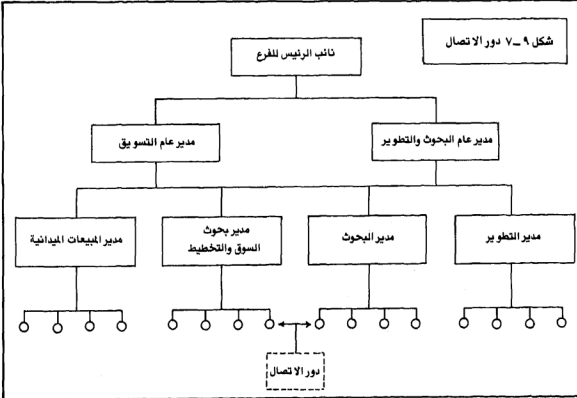 شكل ٩ – ٧ دور الاتصال
نائب الرئيس للفرع
مدير عام البحوث والتطوير
مدير عام التسويق
مدير التطوير
مدير البحوث
مدير بحوث
السوق والتخطيط
مدير المبيعات الميدانية
دور الاتصال